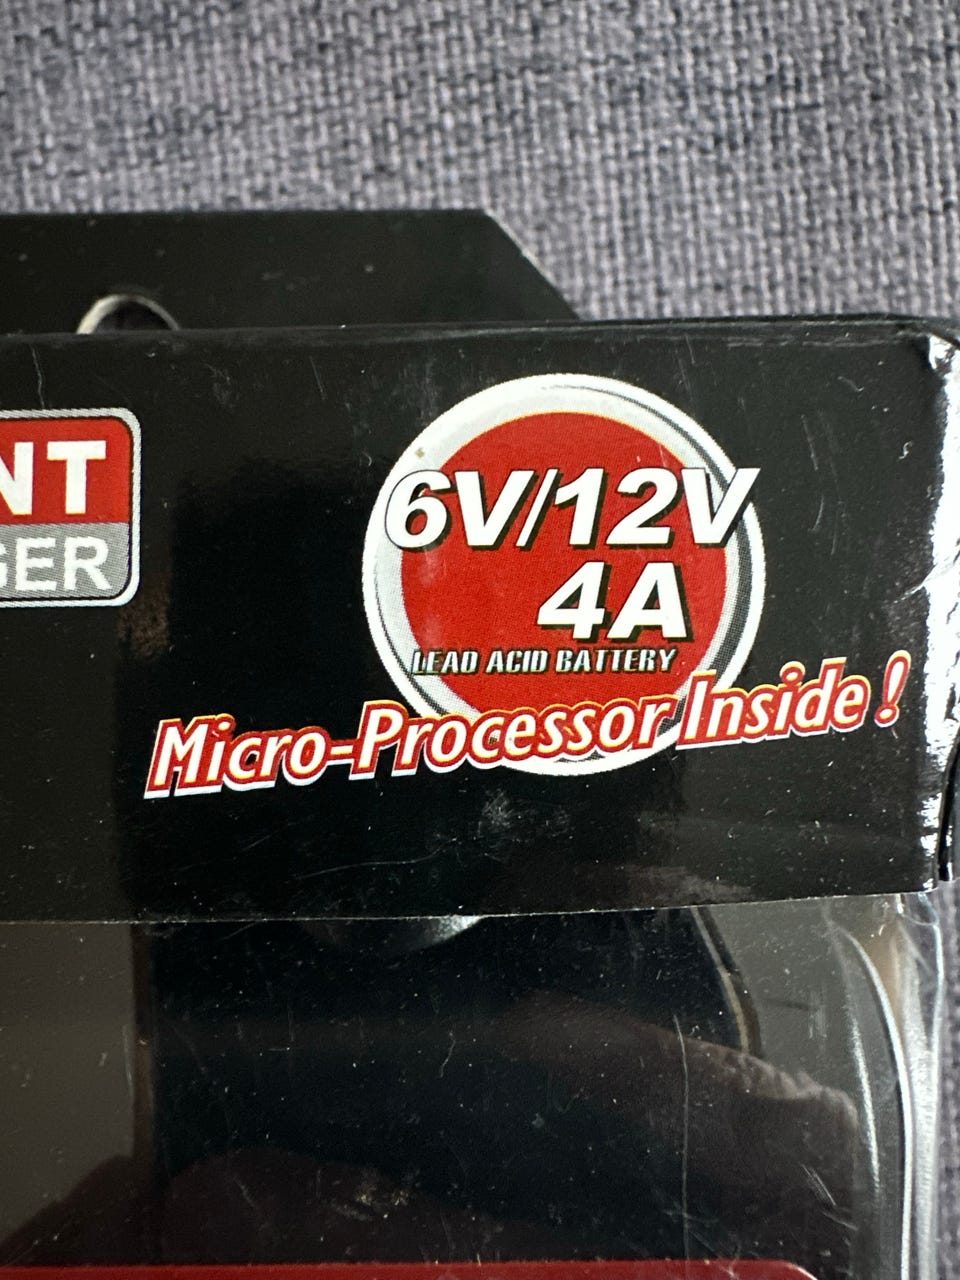 NT
GER
6V/12V
4A
LEAD ACID BATTERY
Micro-Processor Inside!